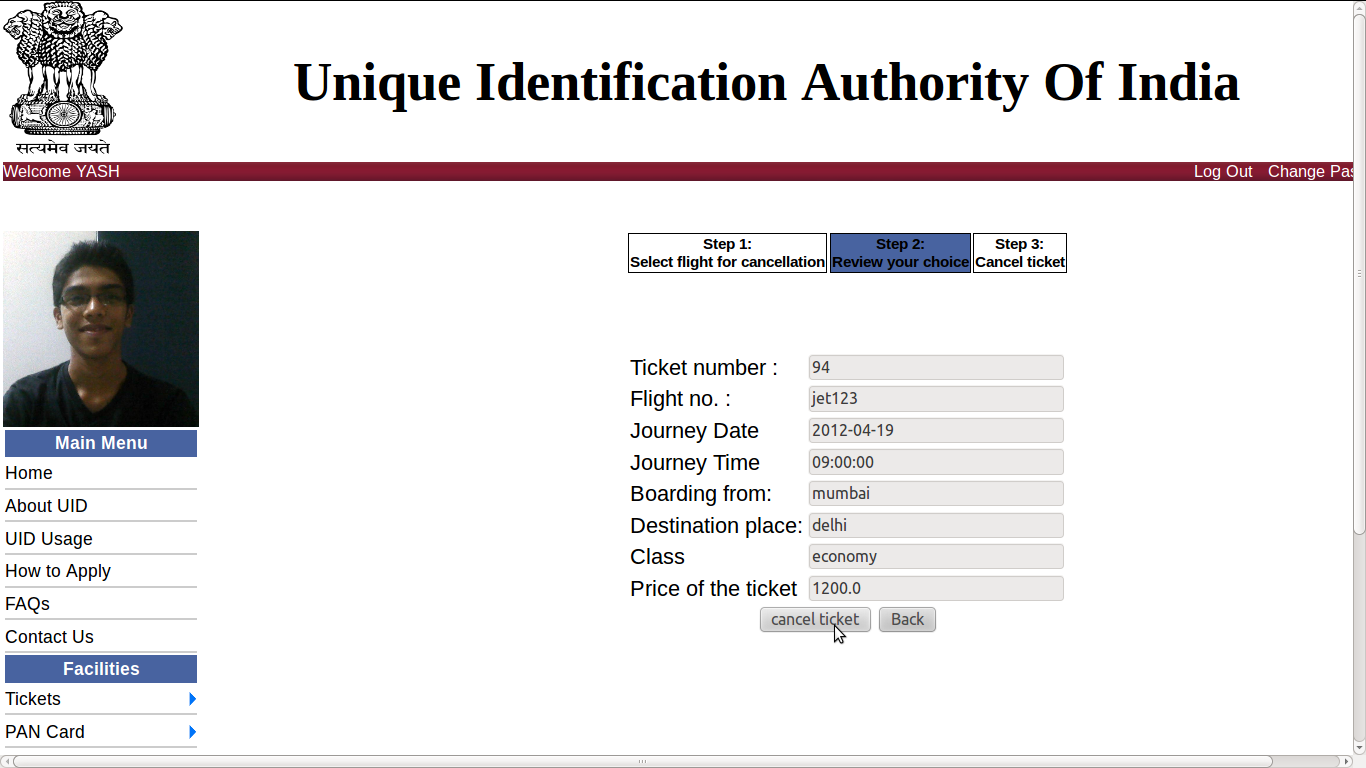 Unique Identification Authority Of India
सत्यमेव जयते
Welcome YASH
Log Out Change Pas
Step 1:
Select flight for cancellation
Step 2:
Review your choice
Step 3:
Cancel ticket
Ticket number : 94
Flight no. : jet123
Journey Date 2012-04-19
Journey Time 09:00:00
Boarding from: mumbai
Destination place: delhi
Class economy
Price of the ticket 1200.0
cancel ticket Back
Main Menu
Home
About UID
UID Usage
How to Apply
FAQs
Contact Us
Facilities
Tickets
PAN Card